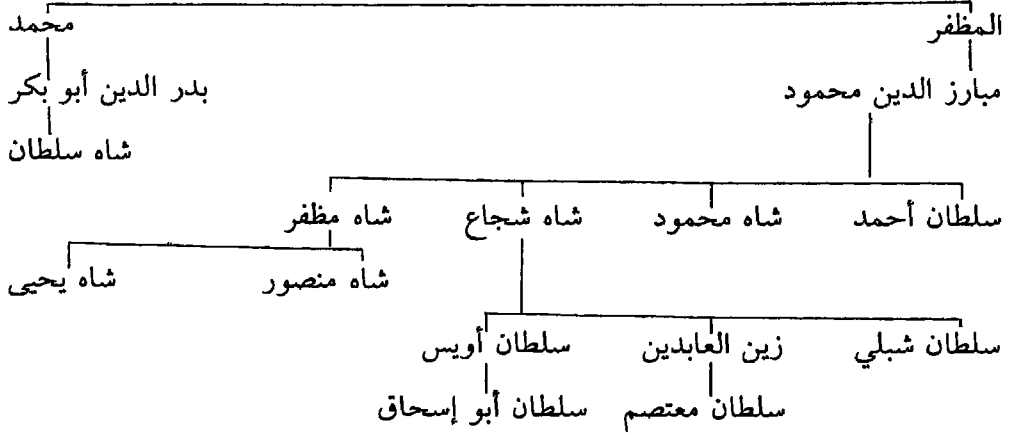 المظفر محمد
مبارز الدين محمود بدر الدين أبو بكر
شاه سلطان
سلطان أحمد شاه محمود شاه شجاع شاه مظفر
شاه منصور شاه يحيى
سلطان شبلي زين العابدين سلطان أويس
سلطان معتصم سلطان أبو إسحاق